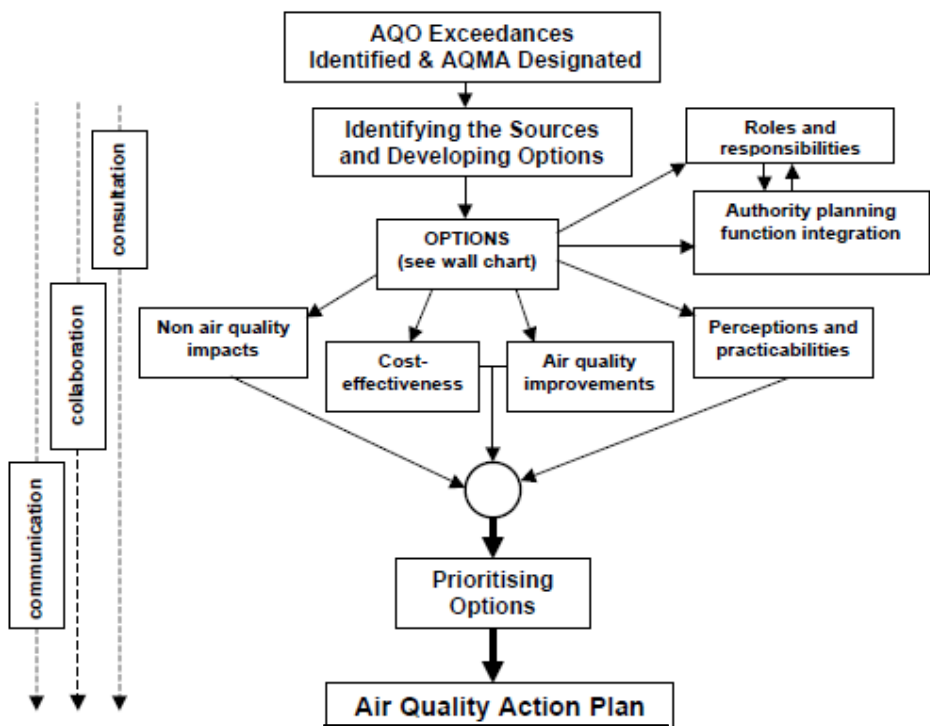 AQO Exceedances
Identified & AQMA Designated
Identifying the Sources
and Developing Options
Roles and
responsibilities
Authority planning
function integration
OPTIONS
(see wall chart)
Non air quality
impacts
Cost-
effectiveness
Air quality
improvements
Perceptions and
practicabilities
consultation
collaboration
communication
Prioritising
Options
Air Quality Action Plan